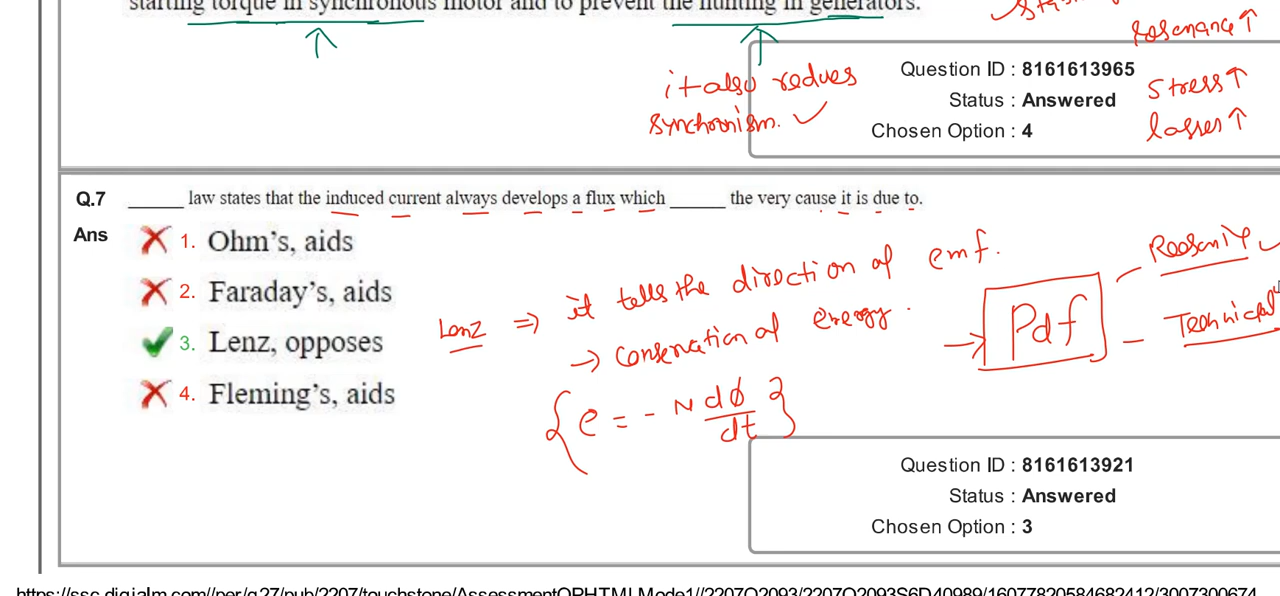 starting torque in synchronous motor and to prevent the hunting in generators.
resonance ↑
it also redues
synchronism. ✓
Stress ↑
losses ↑
Question ID : 8161613965
Status : Answered
Chosen Option : 4
Q.7 ______ law states that the induced current always develops a flux which ______ the very cause it is due to.
Ans
1. Ohm's, aids
2. Faraday's, aids
3. Lenz, opposes
4. Fleming's, aids
Lenz ⇒ it tells the direction of emf.
→ Conservation of energy.
{e = - N dφ/dt}
Pdf
Technical
Question ID : 8161613921
Status : Answered
Chosen Option : 3